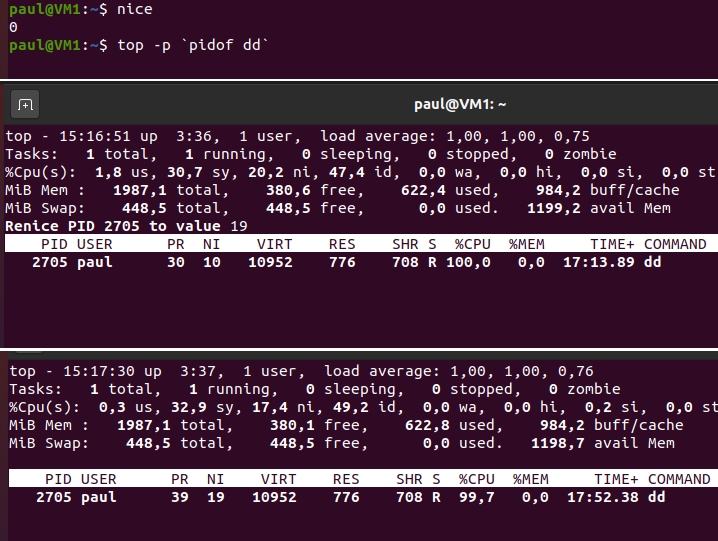 paul@VM1:~$ nice
0
paul@VM1:~$ top -p `pidof dd`
paul@VM1: ~
top - 15:16:51 up  3:36,  1 user,  load average: 1,00, 1,00, 0,75
Tasks:   1 total,   1 running,   0 sleeping,   0 stopped,   0 zombie
%Cpu(s):  1,8 us, 30,7 sy, 20,2 ni, 47,4 id,  0,0 wa,  0,0 hi,  0,0 si,  0,0 st
MiB Mem :   1987,1 total,    380,6 free,    622,4 used,    984,2 buff/cache
MiB Swap:    448,5 total,    448,5 free,      0,0 used.   1199,2 avail Mem
Renice PID 2705 to value 19
PID USER      PR  NI    VIRT    RES    SHR S  %CPU  %MEM     TIME+ COMMAND
2705 paul      30  10   10952    776    708 R 100,0   0,0  17:13.89 dd
top - 15:17:30 up  3:37,  1 user,  load average: 1,00, 1,00, 0,76
Tasks:   1 total,   1 running,   0 sleeping,   0 stopped,   0 zombie
%Cpu(s):  0,3 us, 32,9 sy, 17,4 ni, 49,2 id,  0,0 wa,  0,0 hi,  0,2 si,  0,0 st
MiB Mem :   1987,1 total,    380,1 free,    622,8 used,    984,2 buff/cache
MiB Swap:    448,5 total,    448,5 free,      0,0 used.   1198,7 avail Mem
PID USER      PR  NI    VIRT    RES    SHR S  %CPU  %MEM     TIME+ COMMAND
2705 paul      39  19   10952    776    708 R  99,7   0,0  17:52.38 dd